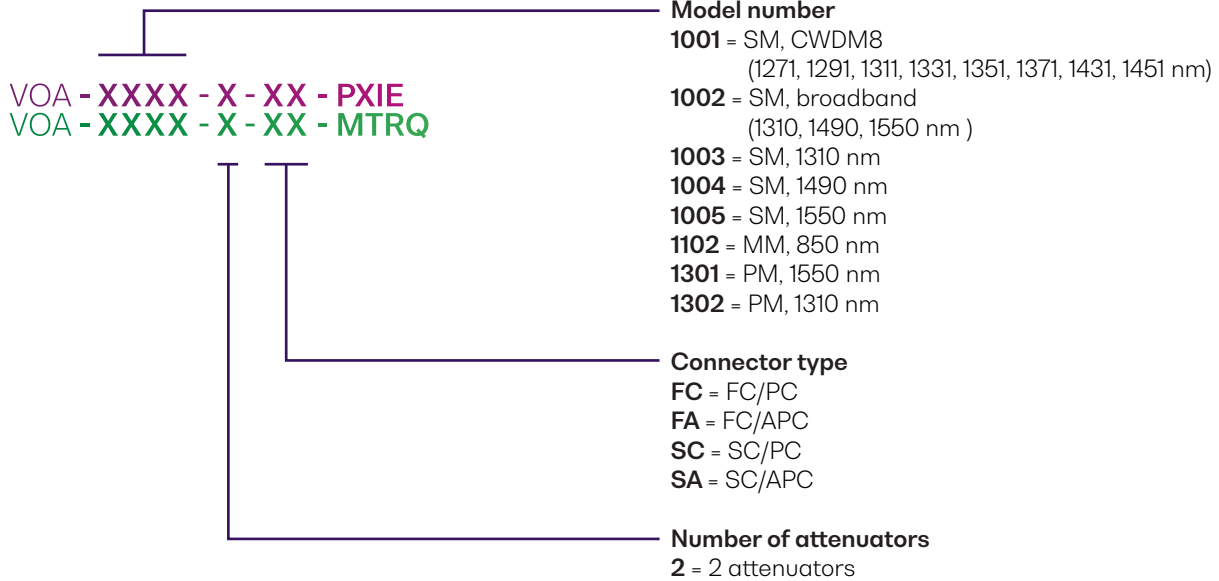 Model number
1001 = SM, CWDM8
(1271, 1291, 1311, 1331, 1351, 1371, 1431, 1451 nm)
1002 = SM, broadband
(1310, 1490, 1550 nm )
1003 = SM, 1310 nm
1004 = SM, 1490 nm
1005 = SM, 1550 nm
1102 = MM, 850 nm
1301 = PM, 1550 nm
1302 = PM, 1310 nm
VOA - XXXX - X - XX - PXIE
VOA - XXXX - X - XX - MTRQ
Connector type
FC = FC/PC
FA = FC/APC
SC = SC/PC
SA = SC/APC
Number of attenuators
2 = 2 attenuators